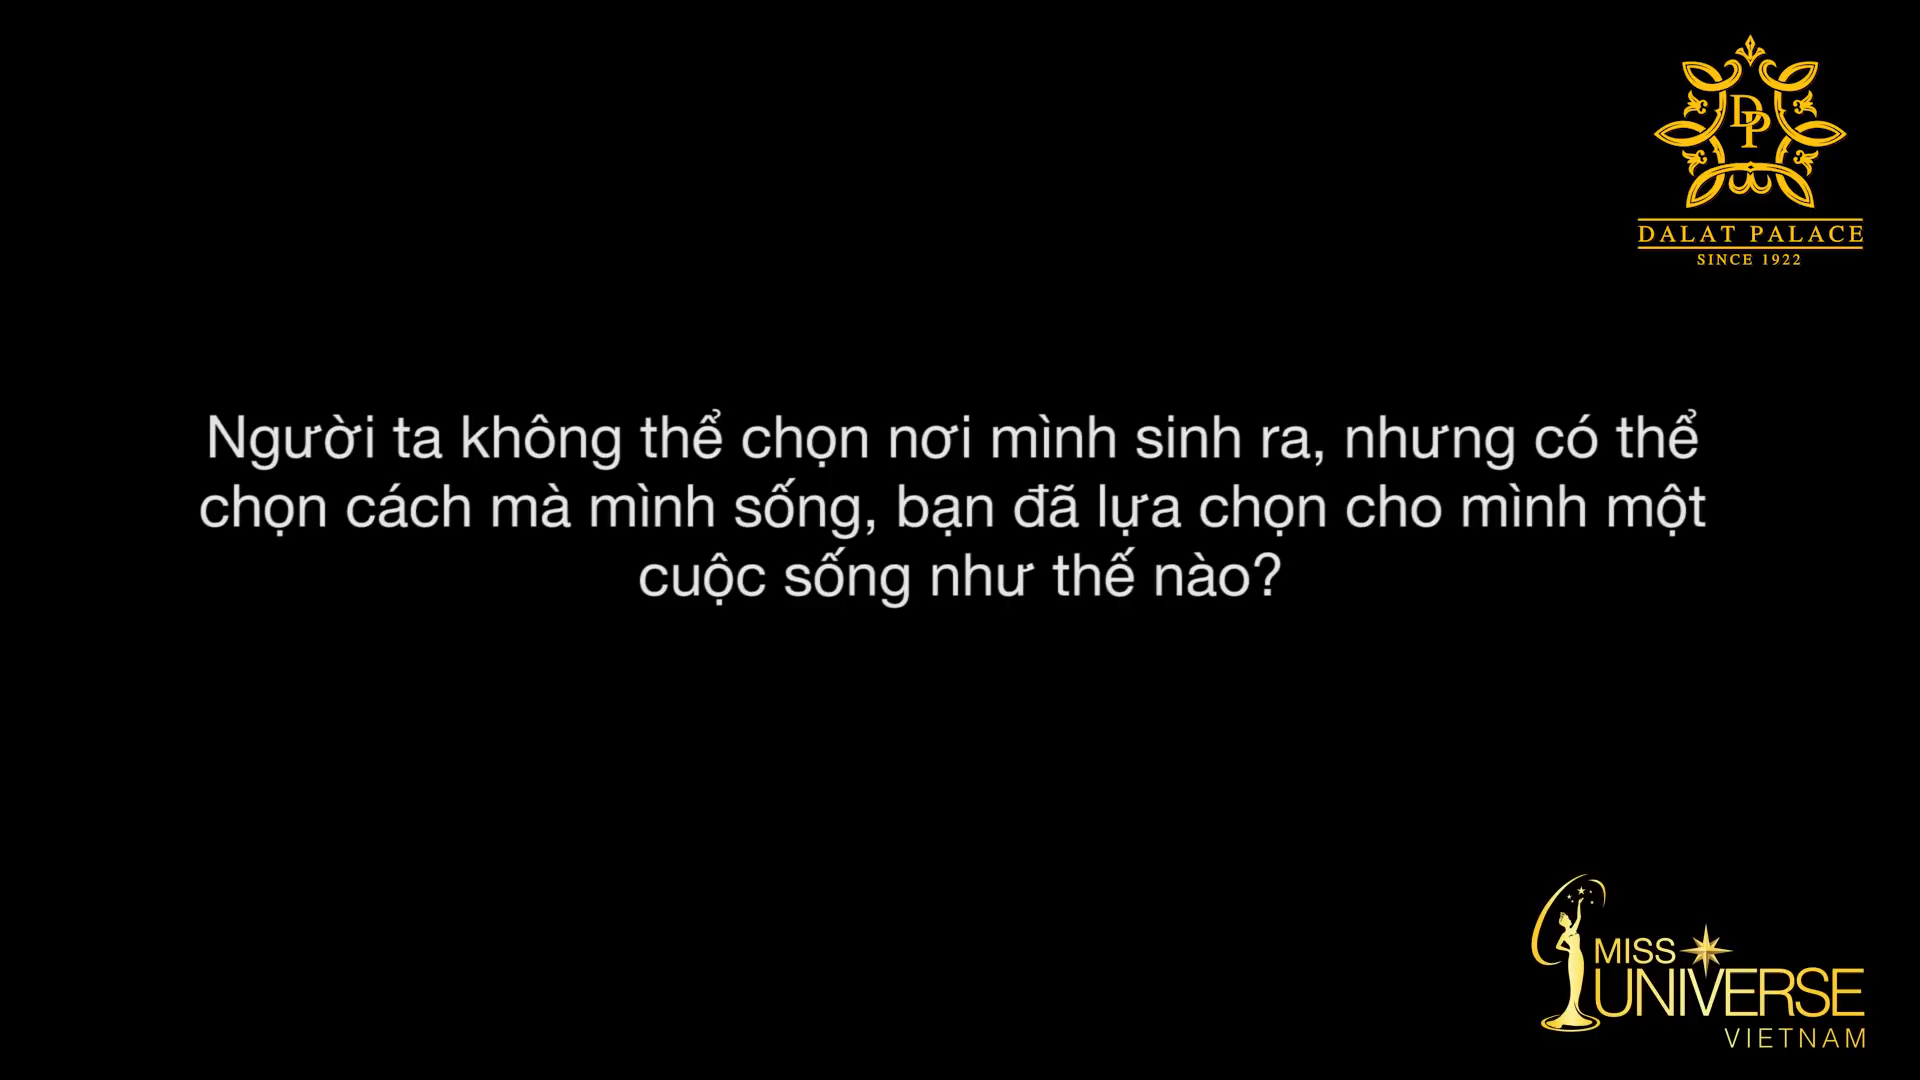 DP
DALAT PALACE
SINCE 1922
Người ta không thể chọn nơi mình sinh ra, nhưng có thể
chọn cách mà mình sống, bạn đã lựa chọn cho mình một
cuộc sống như thế nào?
MISS
UNIVERSE
VIETNAM